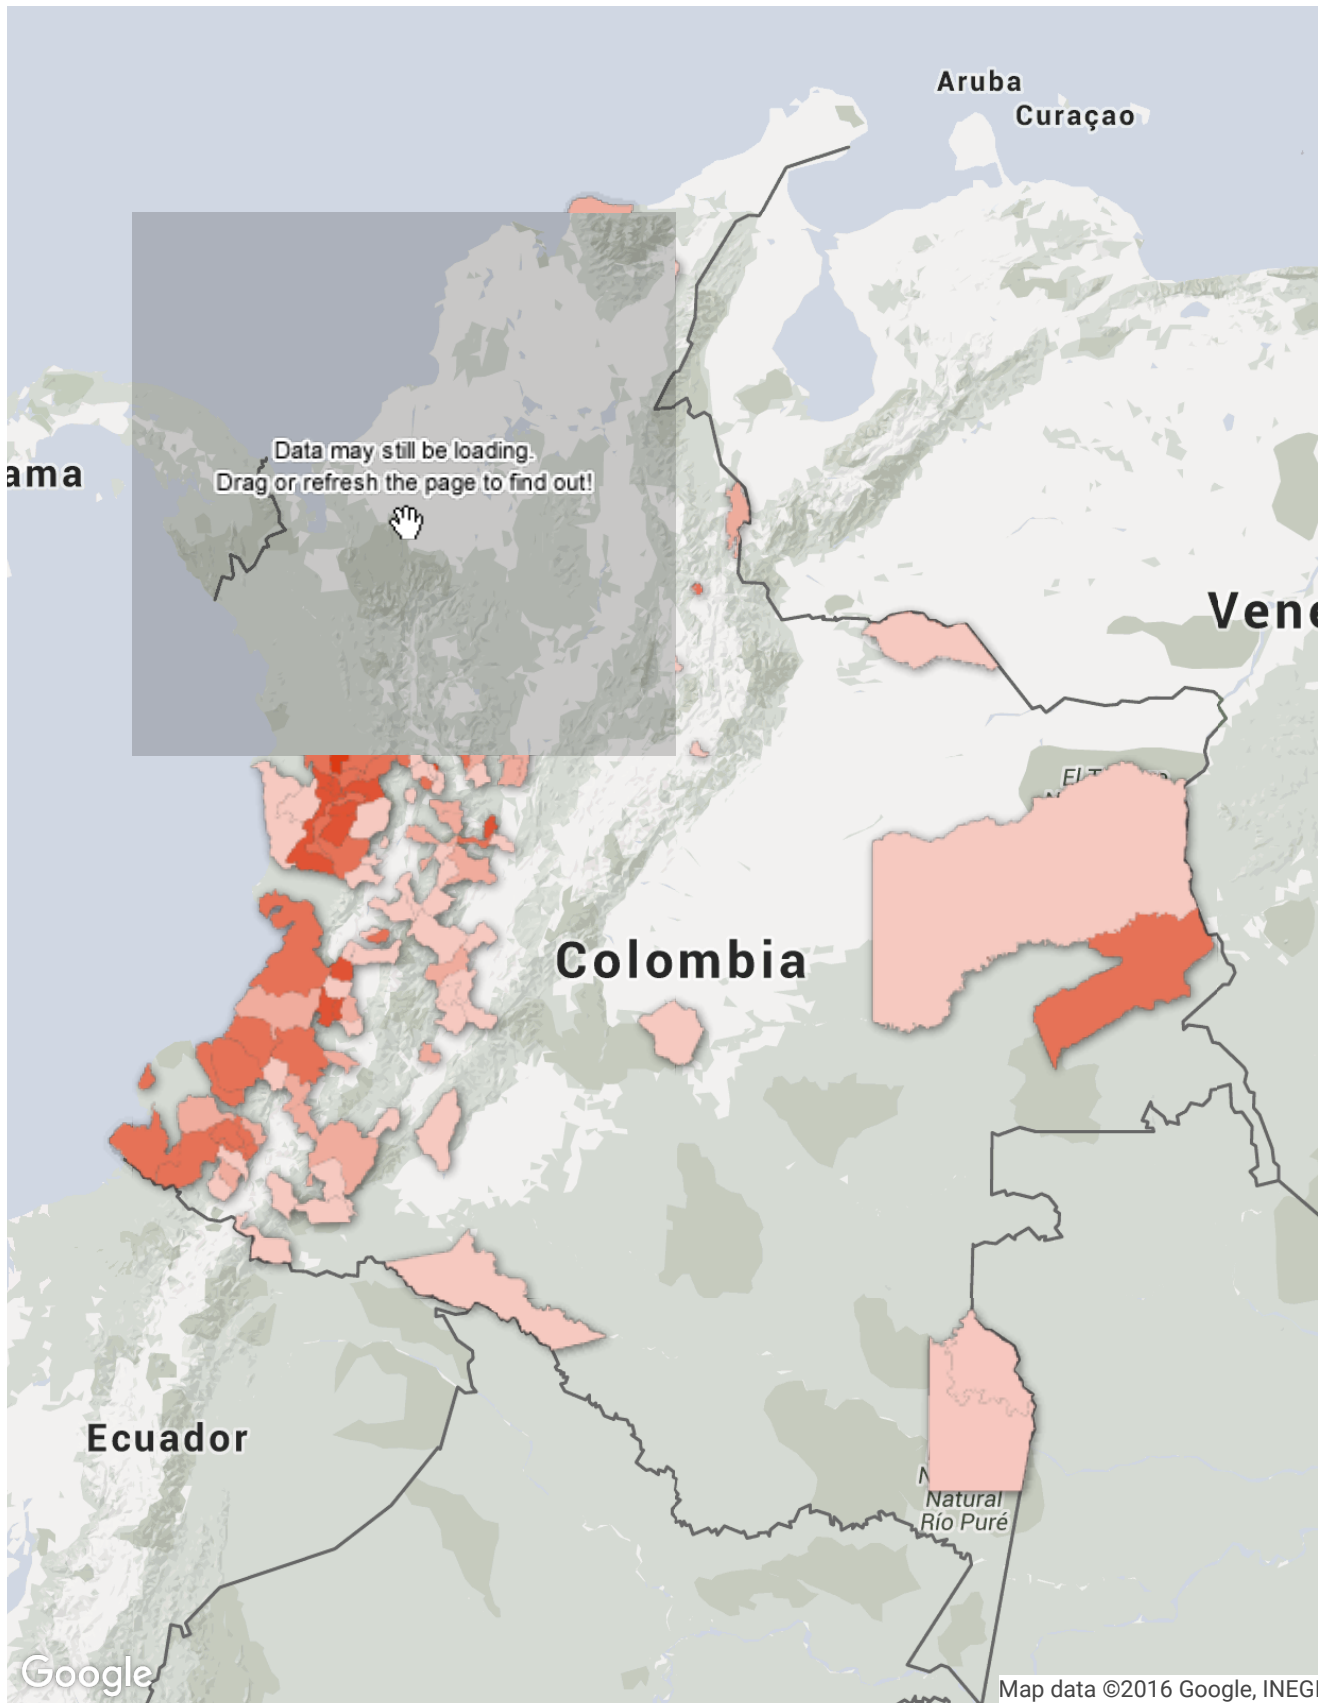 Aruba
Curaçao
Data may still be loading.
Drag or refresh the page to find out!
ama
Vene
El T
Colombia
Ecuador
N
Natural
Río Puré
Google
Map data ©2016 Google, INEGI